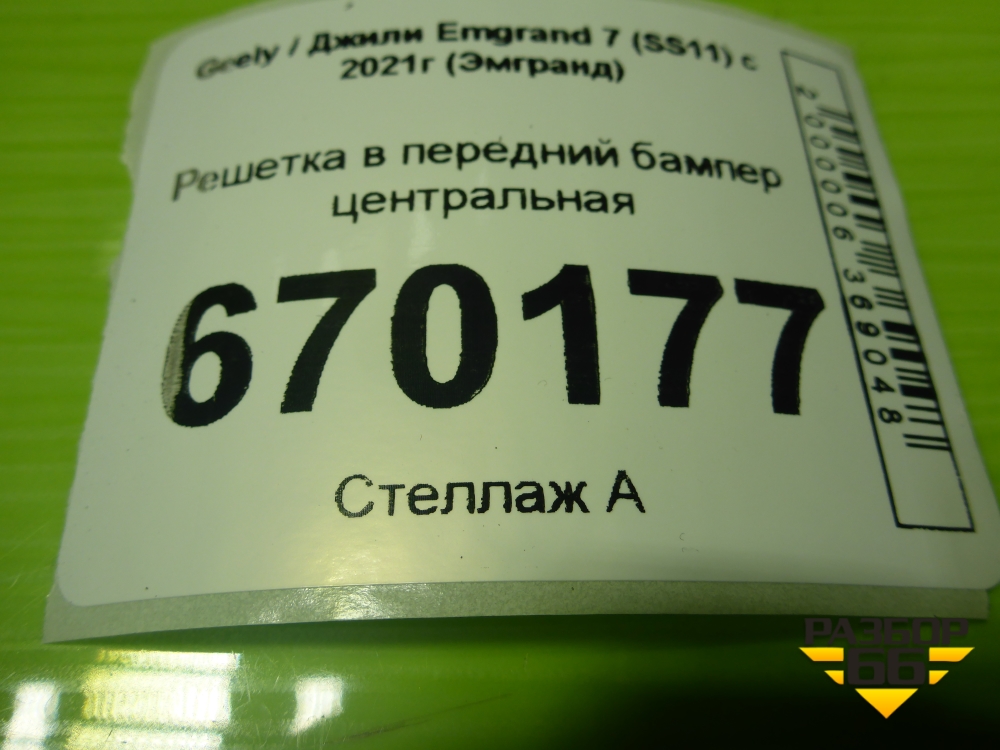 Geely / Джили Emgrand 7 (SS11) с
2021г (Эмгранд)
Решетка в передний бампер
центральная
670177
Стеллаж А
2000006369048
РАЗБОР
66